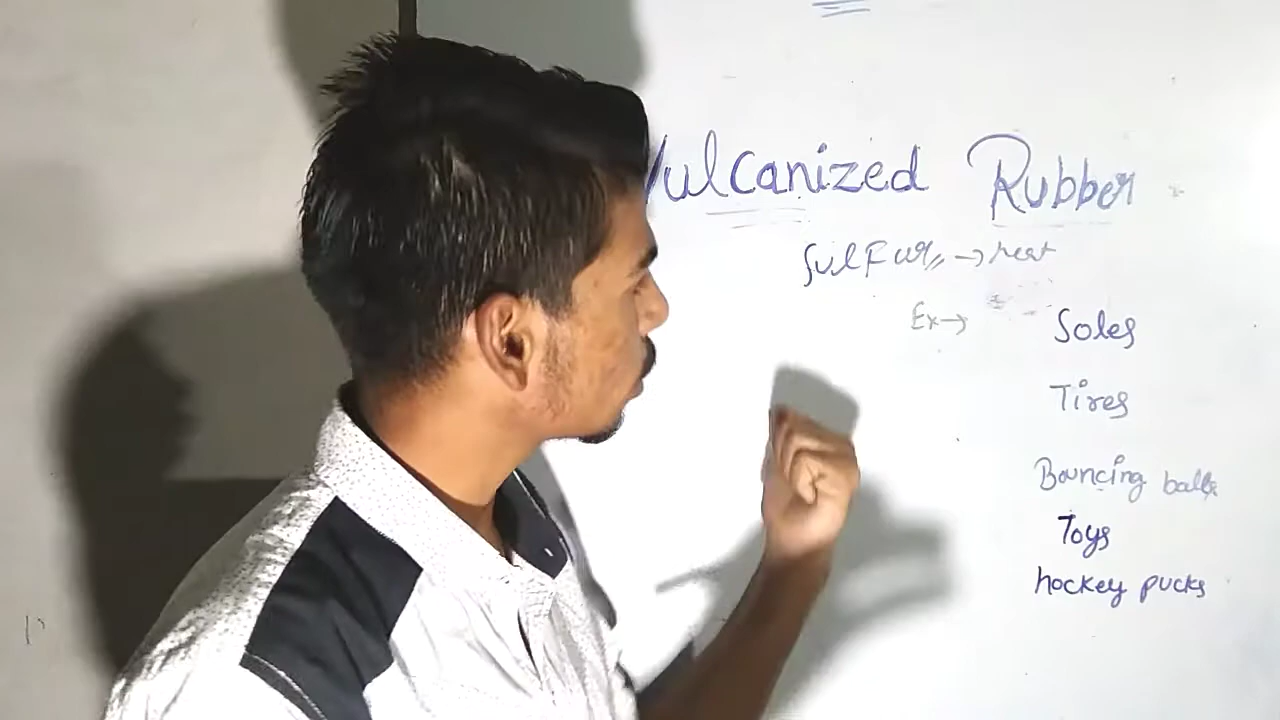 Vulcanized Rubber
Sulfur → heat
Ex → Soles
Tires
Bouncing balls
Toys
hockey pucks